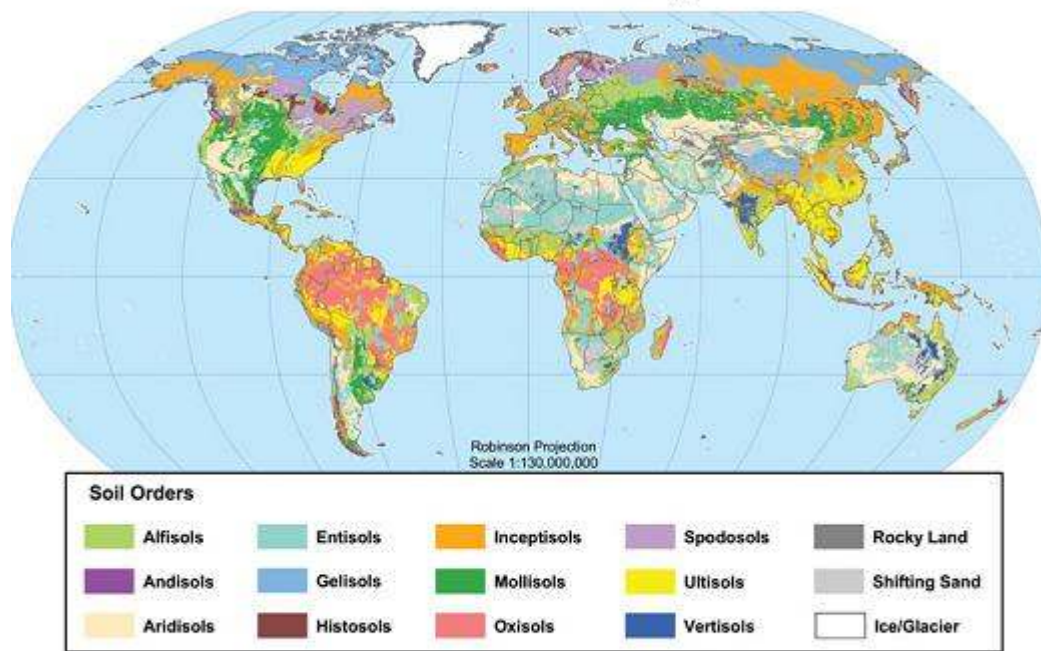 Robinson Projection
Scale 1:130,000,000
Soil Orders
Alfisols Entisols Inceptisols Spodosols Rocky Land
Andisols Gelisols Mollisols Ultisols Shifting Sand
Aridisols Histosols Oxisols Vertisols Ice/Glacier